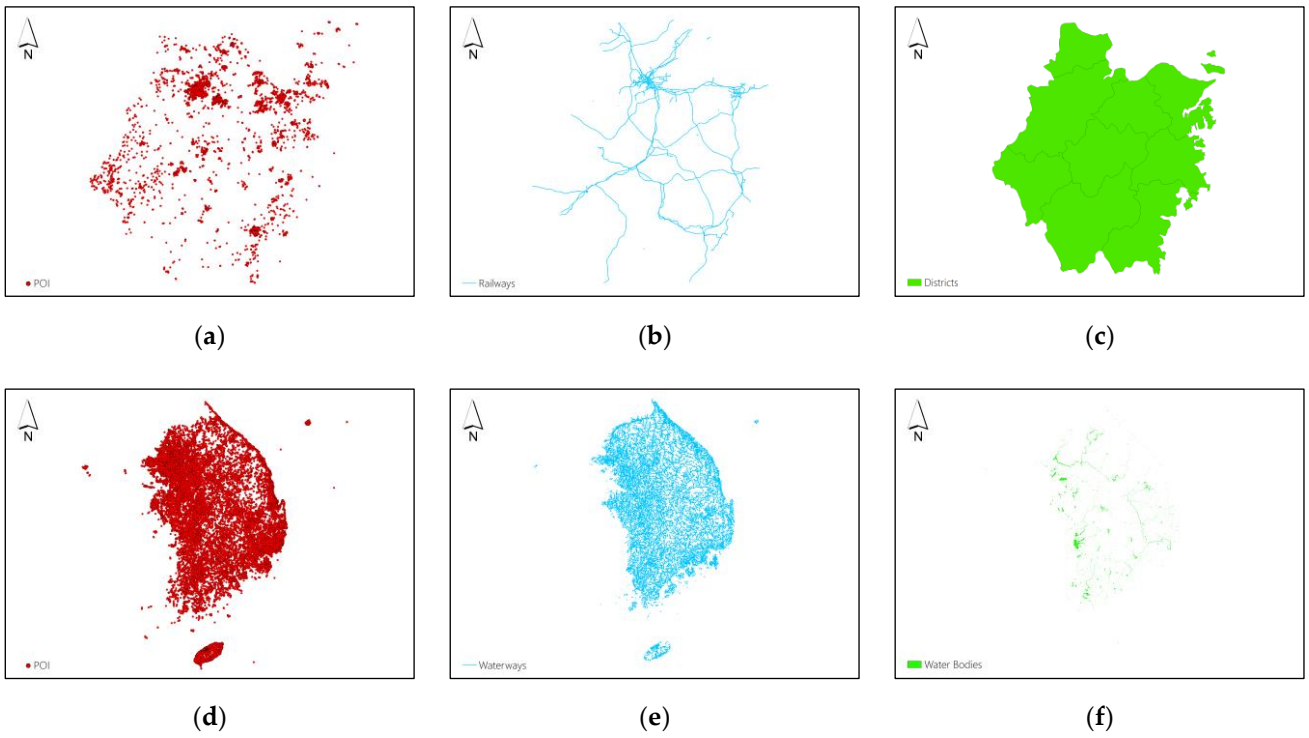 N
POI
(a)
N
Railways
(b)
N
Districts
(c)
N
POI
(d)
N
Waterways
(e)
N
Water Bodies
(f)